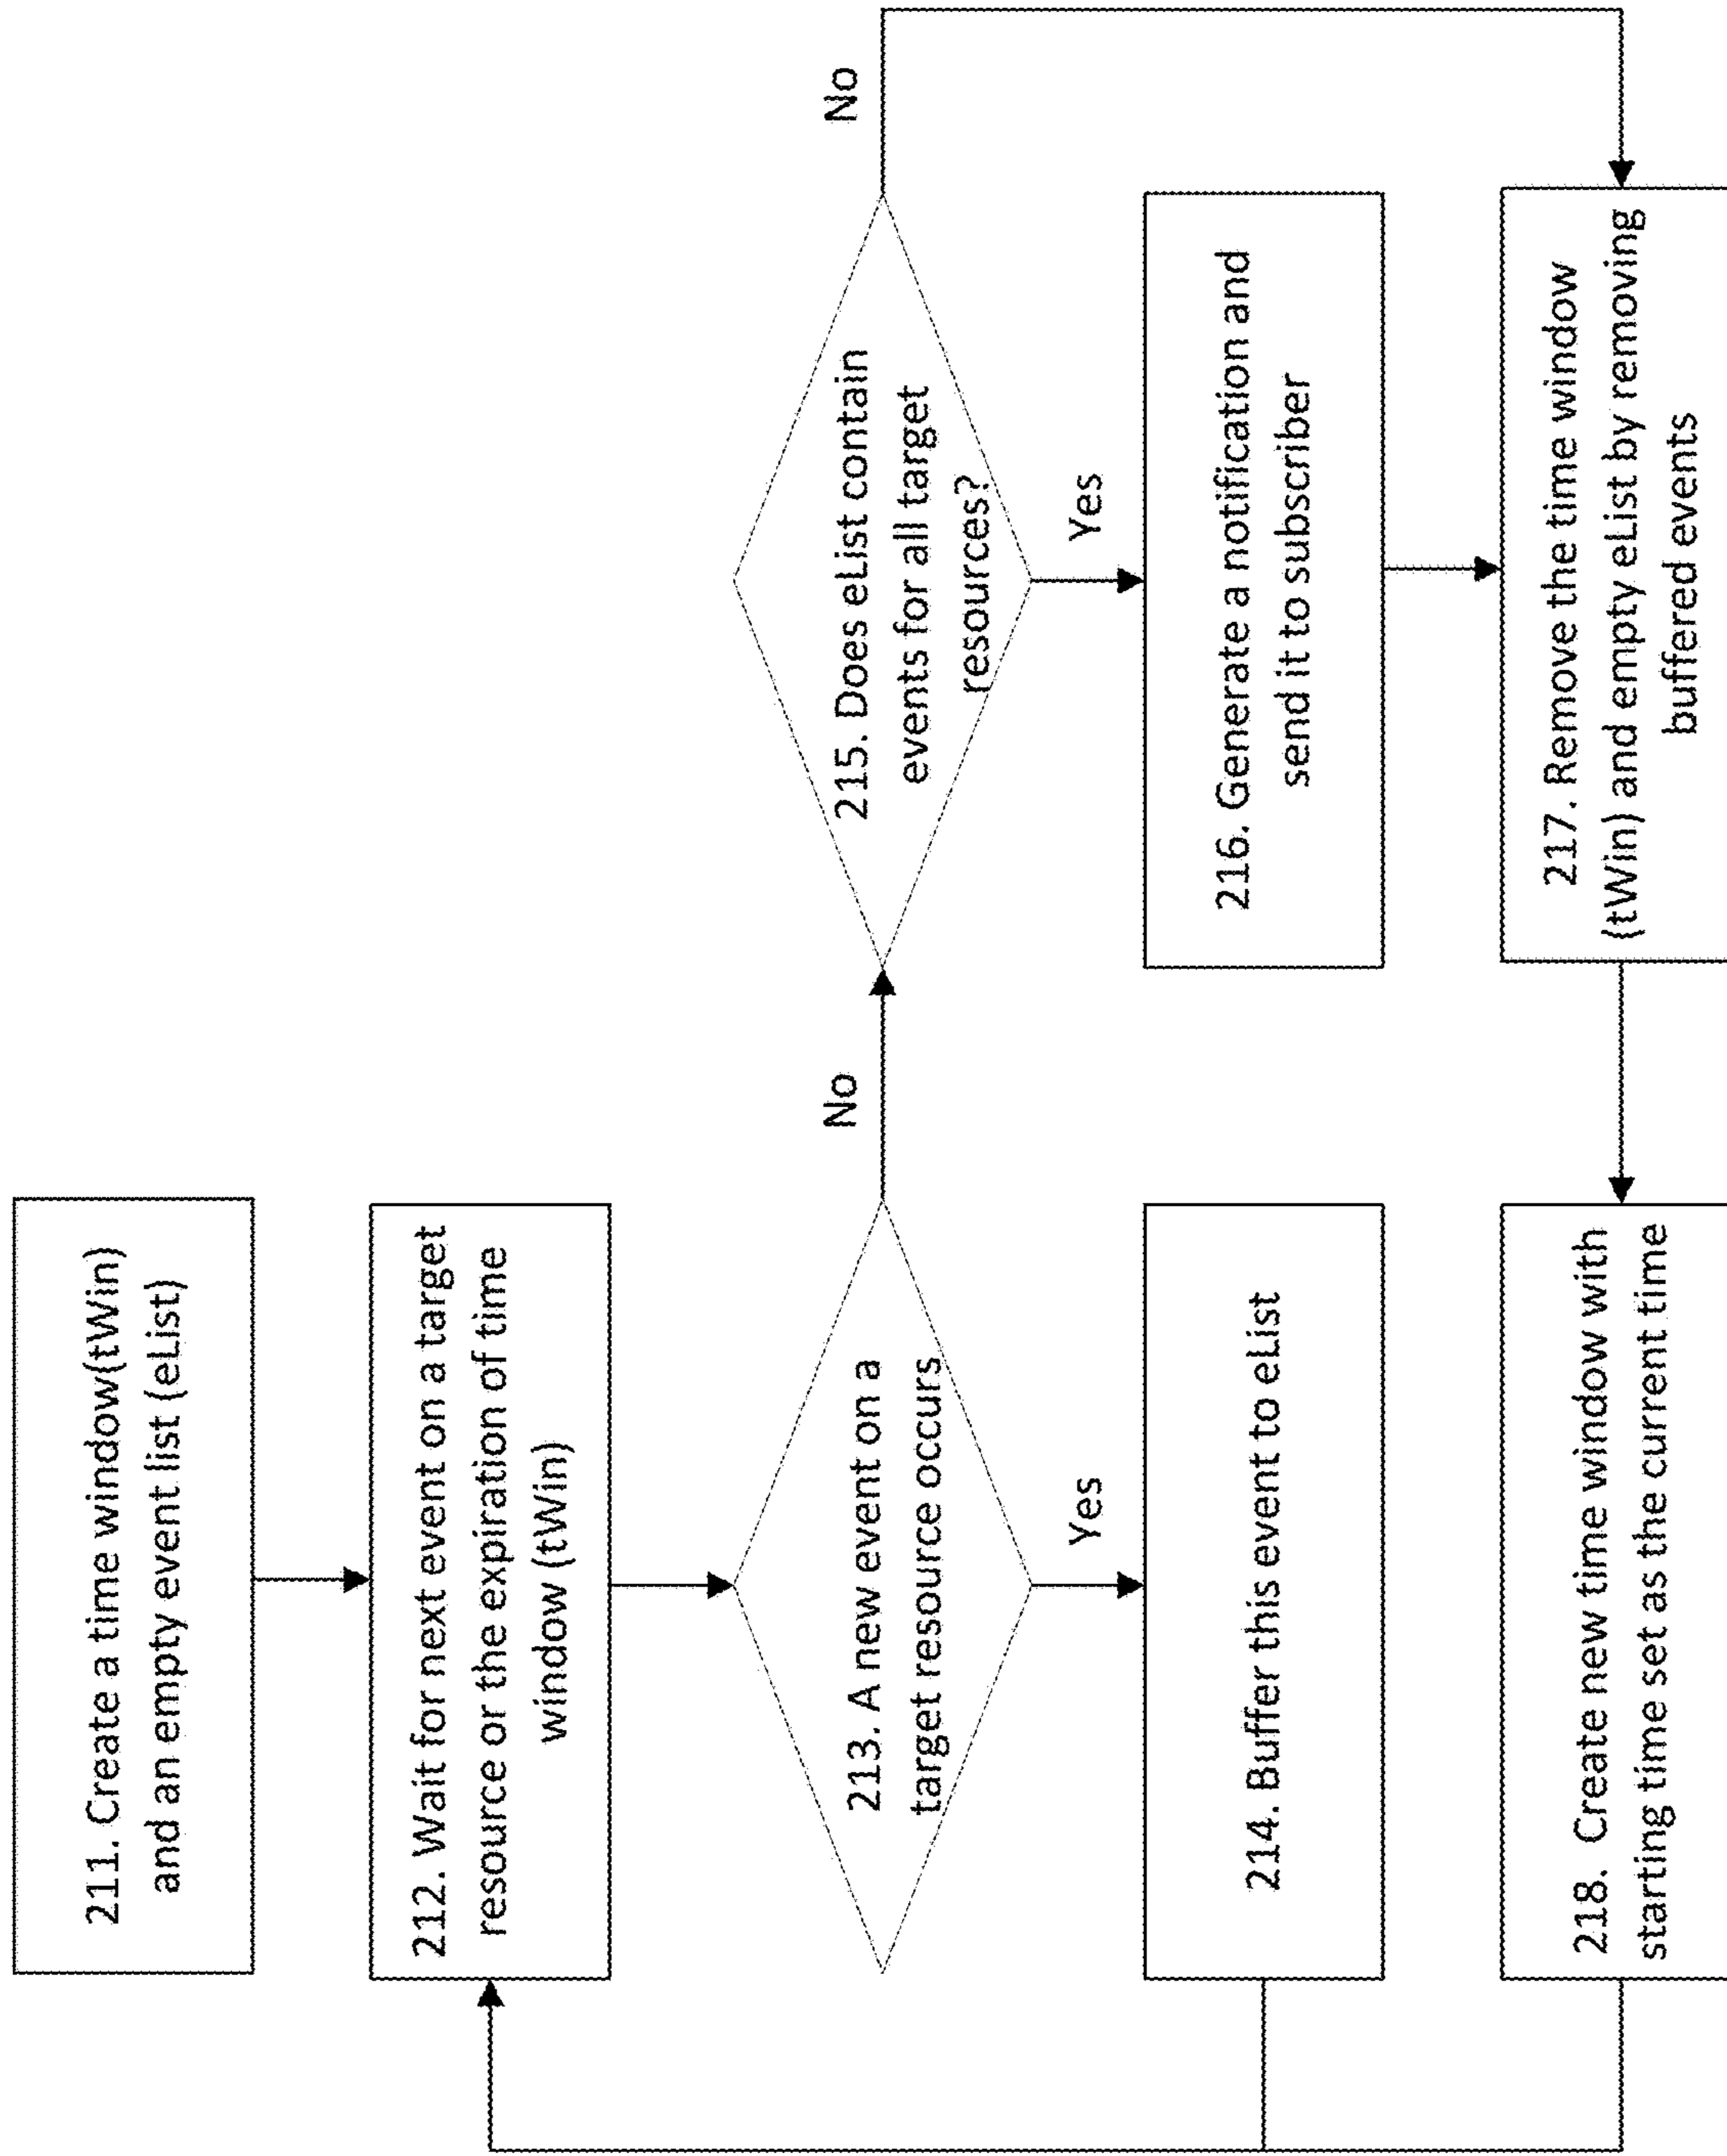 211. Create a time window(tWin)
and an empty event list (eList)
212. Wait for next event on a target
resource or the expiration of time
window (tWin)
213. A new event on a
target resource occurs
No
Yes
214. Buffer this event to eList
215. Does eList contain
events for all target
resources?
No
Yes
216. Generate a notification and
send it to subscriber
217. Remove the time window
(tWin) and empty eList by removing
buffered events
218. Create new time window with
starting time set as the current time